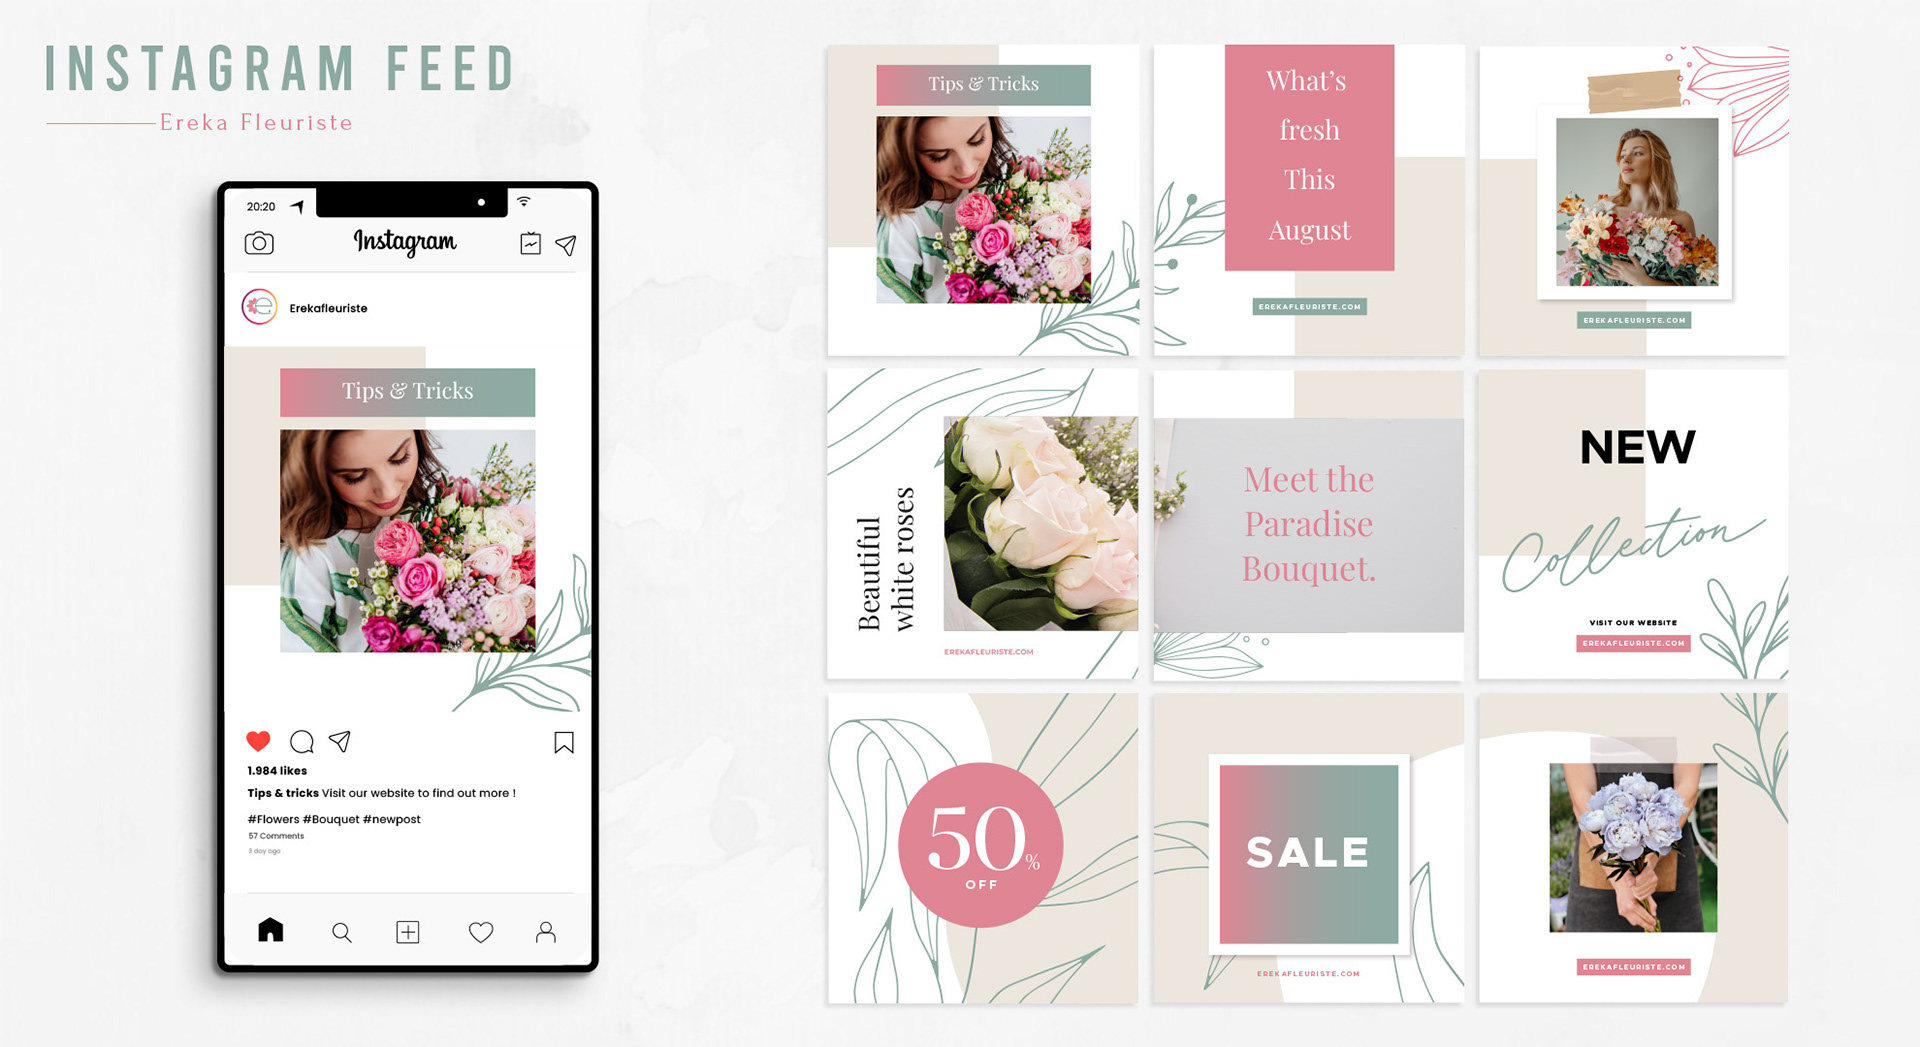 INSTAGRAM FEED
Ereka Fleuriste
20:20
Instagram
e
Erekafleuriste
Tips & Tricks
1.984 likes
Tips & tricks Visit our website to find out more !
#Flowers #Bouquet #newpost
57 Comments
3 day ago
Tips & Tricks
What's
fresh
This
August
EREKAFLEURISTE.COM
EREKAFLEURISTE.COM
Beautiful
white roses
EREKAFLEURISTE.COM
Meet the
Paradise
Bouquet.
NEW
Collection
VISIT OUR WEBSITE
EREKAFLEURISTE.COM
50%
OFF
SALE
EREKAFLEURISTE.COM
EREKAFLEURISTE.COM